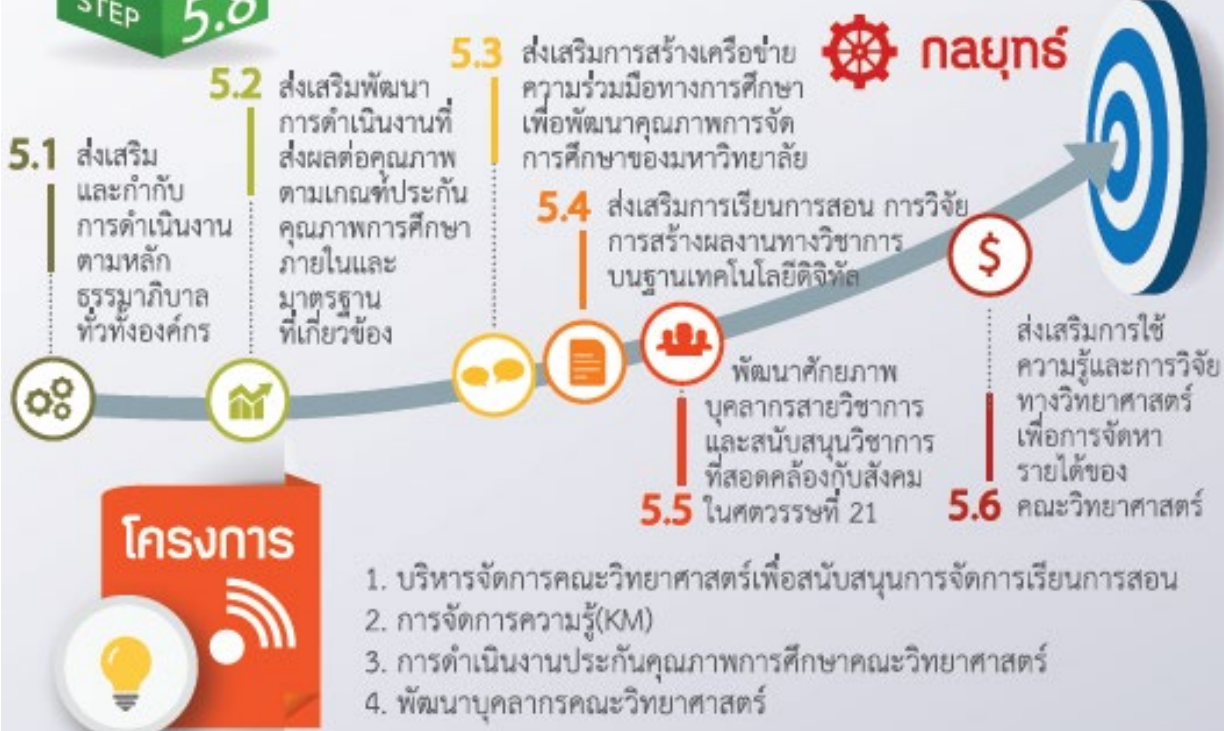 STEP 5.8
กลยุทธ์
5.1 ส่งเสริม
และกำกับ
การดำเนินงาน
ตามหลัก
ธรรมาภิบาล
ทั่วทั้งองค์กร
5.2 ส่งเสริมพัฒนา
การดำเนินงานที่
ส่งผลต่อคุณภาพ
ตามเกณฑ์ประกัน
คุณภาพการศึกษา
ภายในและ
มาตรฐาน
ที่เกี่ยวข้อง
5.3 ส่งเสริมการสร้างเครือข่าย
ความร่วมมือทางการศึกษา
เพื่อพัฒนาคุณภาพการจัด
การศึกษาของมหาวิทยาลัย
5.4 ส่งเสริมการเรียนการสอน การวิจัย
การสร้างผลงานทางวิชาการ
บนฐานเทคโนโลยีดิจิทัล
พัฒนาศักยภาพ
บุคลากรสายวิชาการ
และสนับสนุนวิชาการ
ที่สอดคล้องกับสังคม
5.5 ในศตวรรษที่ 21
$
ส่งเสริมการใช้
ความรู้และการวิจัย
ทางวิทยาศาสตร์
เพื่อการจัดหา
รายได้ของ
5.6 คณะวิทยาศาสตร์
โครงการ
1. บริหารจัดการคณะวิทยาศาสตร์เพื่อสนับสนุนการจัดการเรียนการสอน
2. การจัดการความรู้(KM)
3. การดำเนินงานประกันคุณภาพการศึกษาคณะวิทยาศาสตร์
4. พัฒนาบุคลากรคณะวิทยาศาสตร์